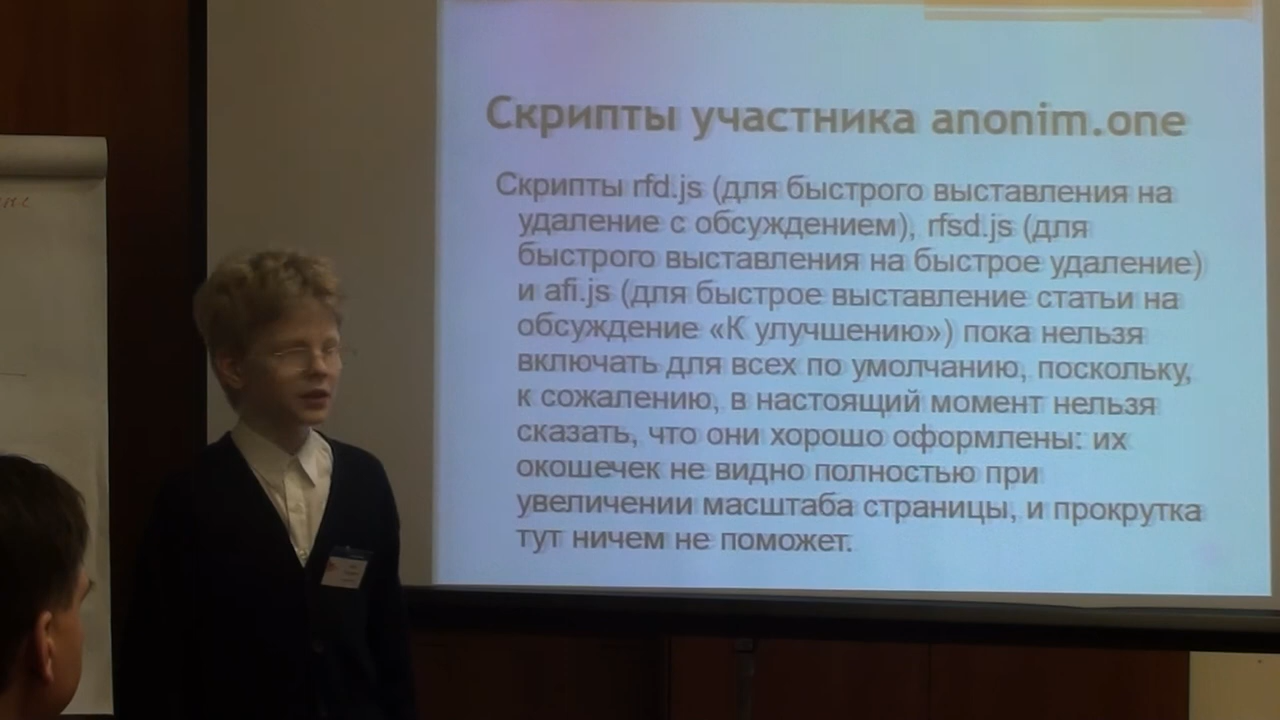 Скрипты участника anonim.one
Скрипты rfd.js (для быстрого выставления на
удаление с обсуждением), rfsd.js (для
быстрого выставления на быстрое удаление)
и afi.js (для быстрое выставление статьи на
обсуждение «К улучшению») пока нельзя
включать для всех по умолчанию, поскольку,
к сожалению, в настоящий момент нельзя
сказать, что они хорошо оформлены: их
окошечек не видно полностью при
увеличении масштаба страницы, и прокрутка
тут ничем не поможет.